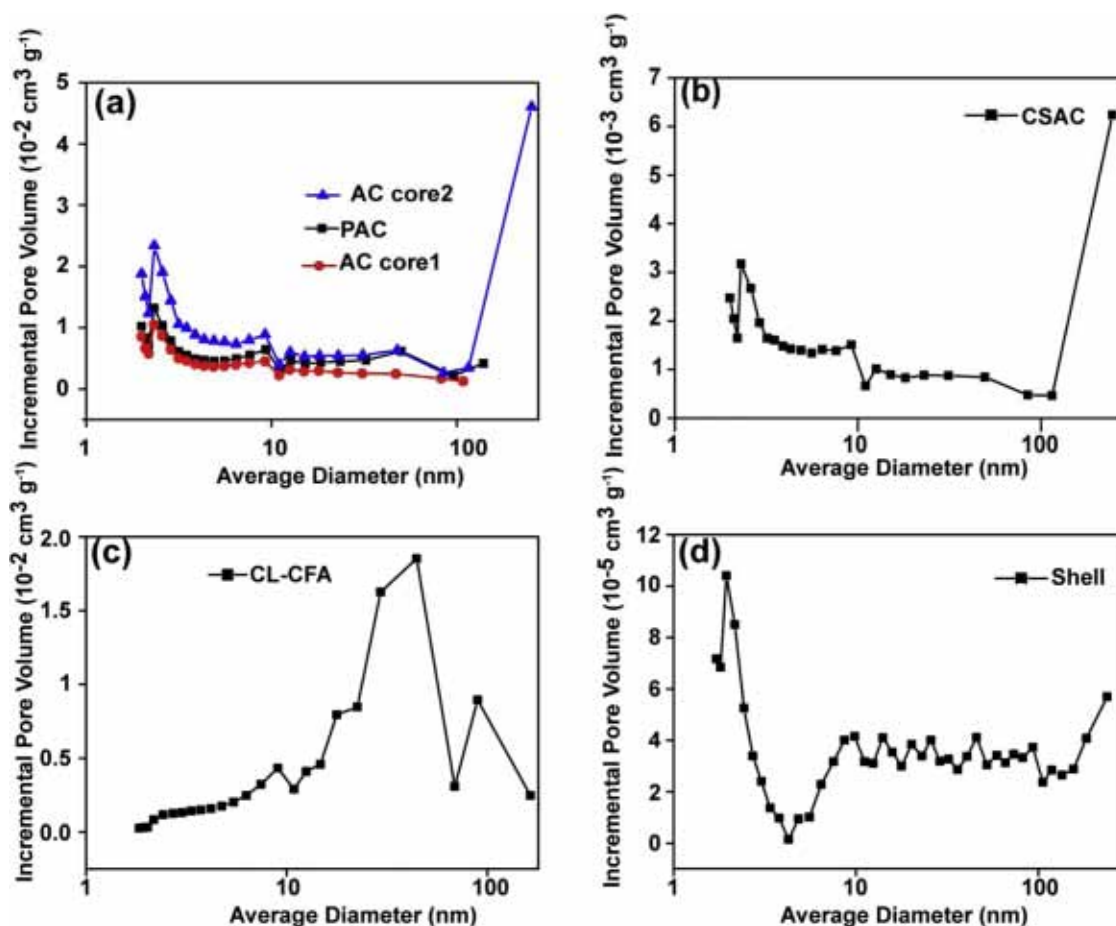 (a)
Incremental Pore Volume (10⁻² cm³ g⁻¹)
5
4
3
2
1
0
AC core2
PAC
AC core1
1
10
100
Average Diameter (nm)
(b)
Incremental Pore Volume (10⁻³ cm³ g⁻¹)
7
6
5
4
3
2
1
0
CSAC
1
10
100
Average Diameter (nm)
(c)
Incremental Pore Volume (10⁻² cm³ g⁻¹)
2.0
1.5
1
0.5
0.0
CL-CFA
1
10
100
Average Diameter (nm)
(d)
Incremental Pore Volume (10⁻⁵ cm³ g⁻¹)
12
10
8
6
4
2
0
Shell
1
10
100
Average Diameter (nm)